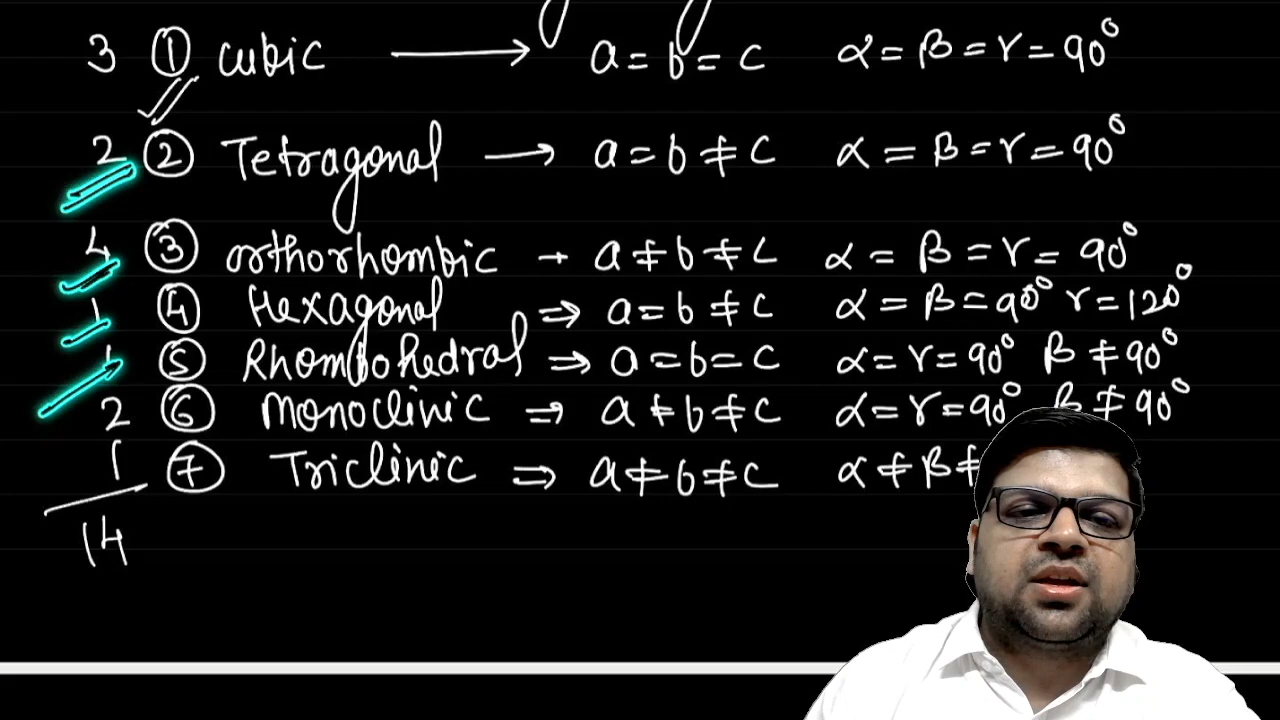 3 ① cubic ⟶ a = b = c α = β = γ = 90°
2 ② Tetragonal ⟶ a = b ≠ c α = β = γ = 90°
4 ③ orthorhombic → a ≠ b ≠ c α = β = γ = 90°
1 ④ Hexagonal ⇒ a = b ≠ c α = β = 90° γ = 120°
1 ⑤ Rhombohedral ⇒ a = b = c α = γ = 90° β ≠ 90°
2 ⑥ monoclinic ⇒ a ≠ b ≠ c α = γ = 90° β ≠ 90°
1 ⑦ Triclinic ⇒ a ≠ b ≠ c α ≠ β ≠
14